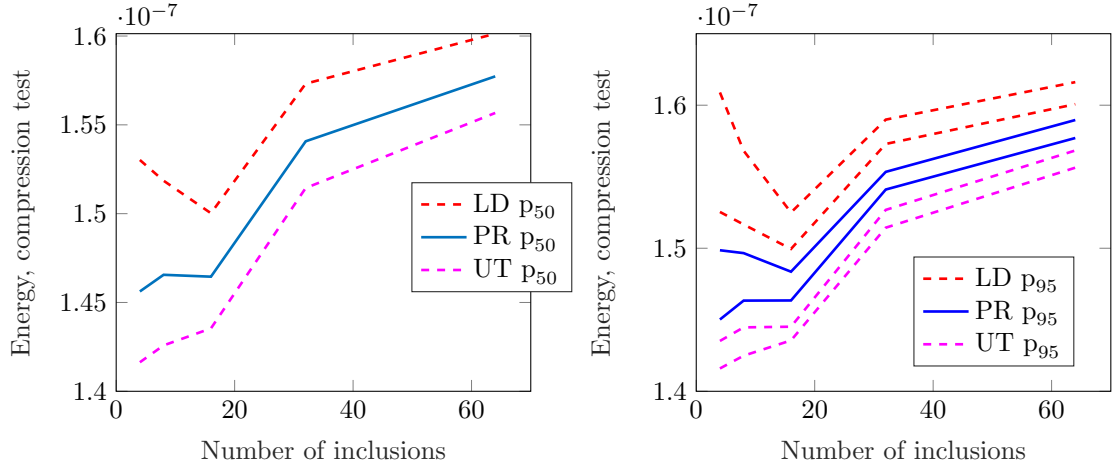 ·10⁻⁷
1.6
1.55
1.5
1.45
1.4
0
20
40
60
Energy, compression test
Number of inclusions
LD p₅₀
PR p₅₀
UT p₅₀
·10⁻⁷
1.6
1.5
1.4
0
20
40
60
Energy, compression test
Number of inclusions
LD p₉₅
PR p₉₅
UT p₉₅